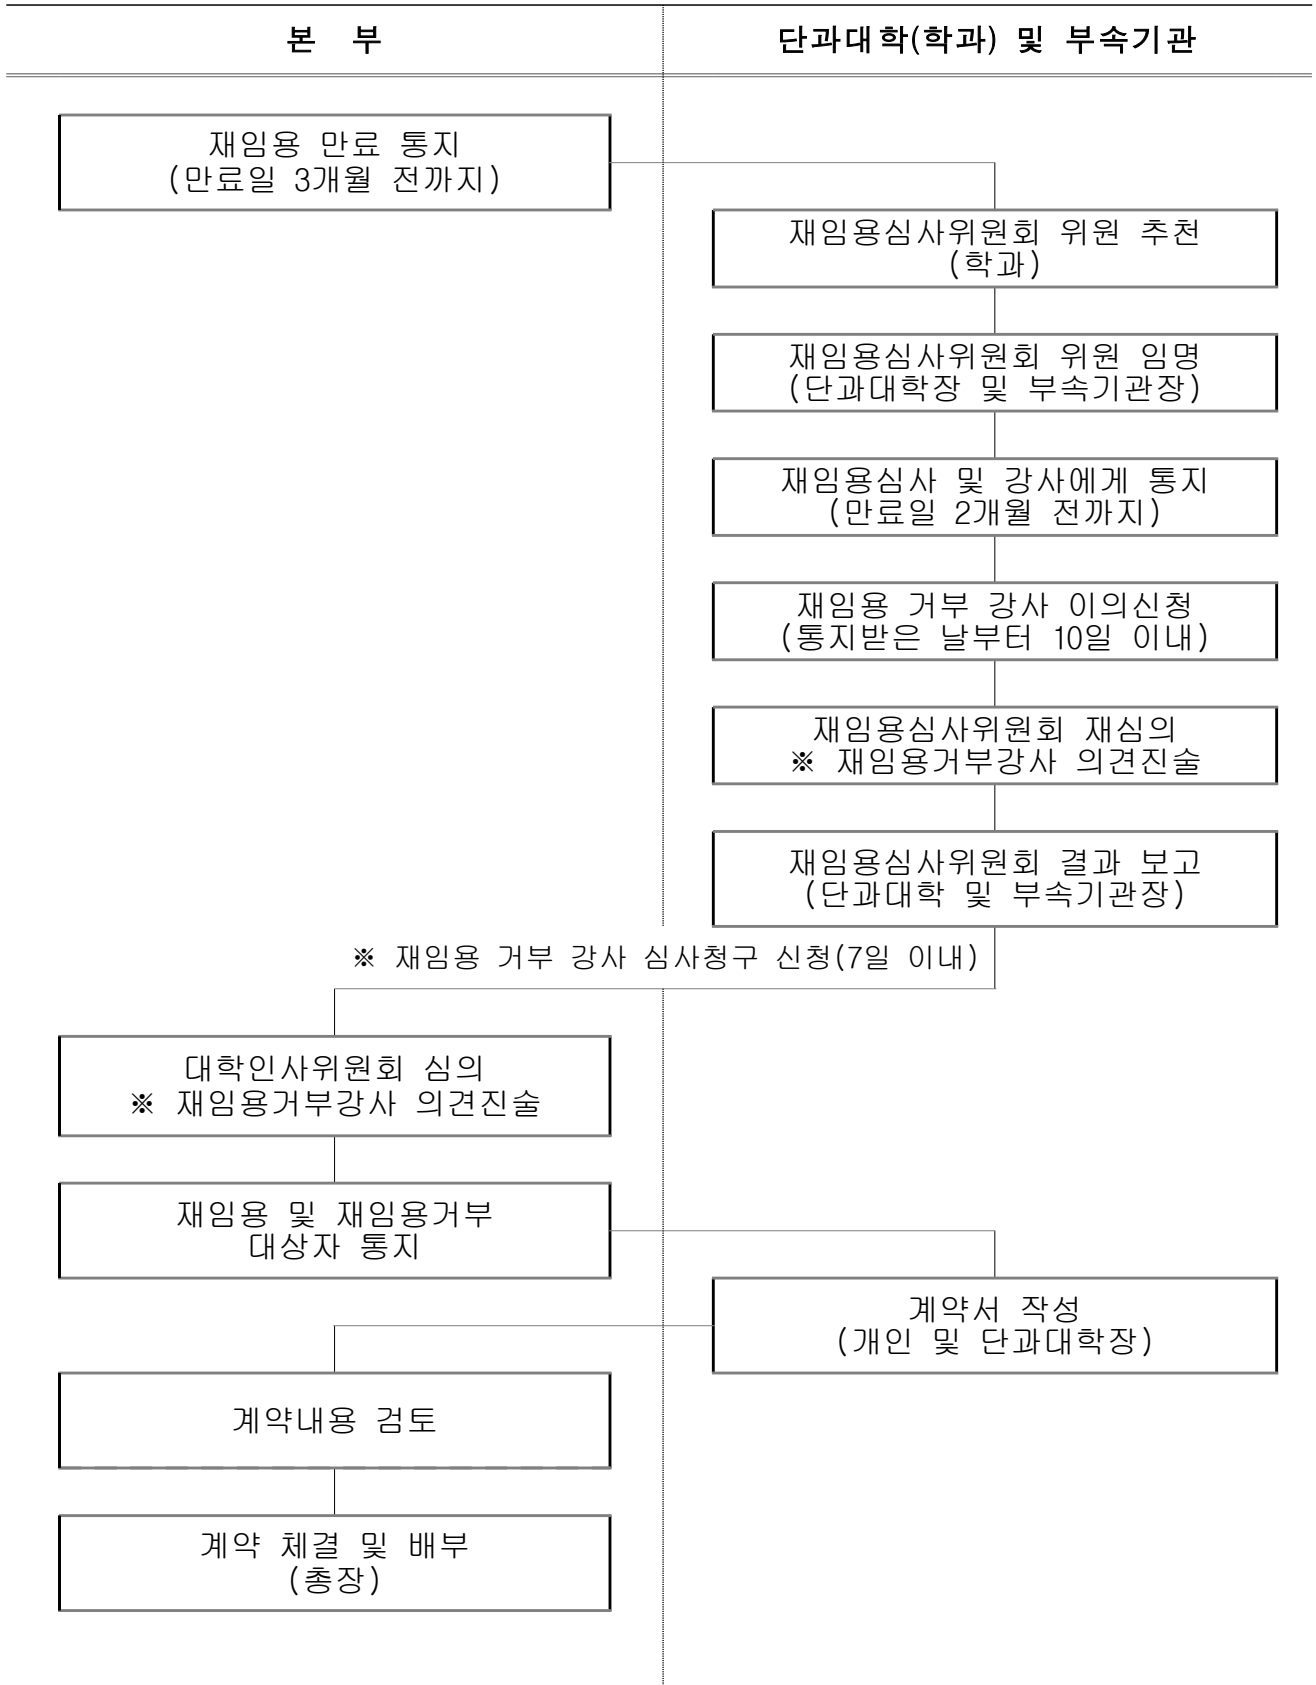 본 부
단과대학(학과) 및 부속기관
재임용 만료 통지
(만료일 3개월 전까지)
재임용심사위원회 위원 추천
(학과)
재임용심사위원회 위원 임명
(단과대학장 및 부속기관장)
재임용심사 및 강사에게 통지
(만료일 2개월 전까지)
재임용 거부 강사 이의신청
(통지받은 날부터 10일 이내)
재임용심사위원회 재심의
※ 재임용거부강사 의견진술
재임용심사위원회 결과 보고
(단과대학 및 부속기관장)
※ 재임용 거부 강사 심사청구 신청(7일 이내)
대학인사위원회 심의
※ 재임용거부강사 의견진술
재임용 및 재임용거부
대상자 통지
계약서 작성
(개인 및 단과대학장)
계약내용 검토
계약 체결 및 배부
(총장)